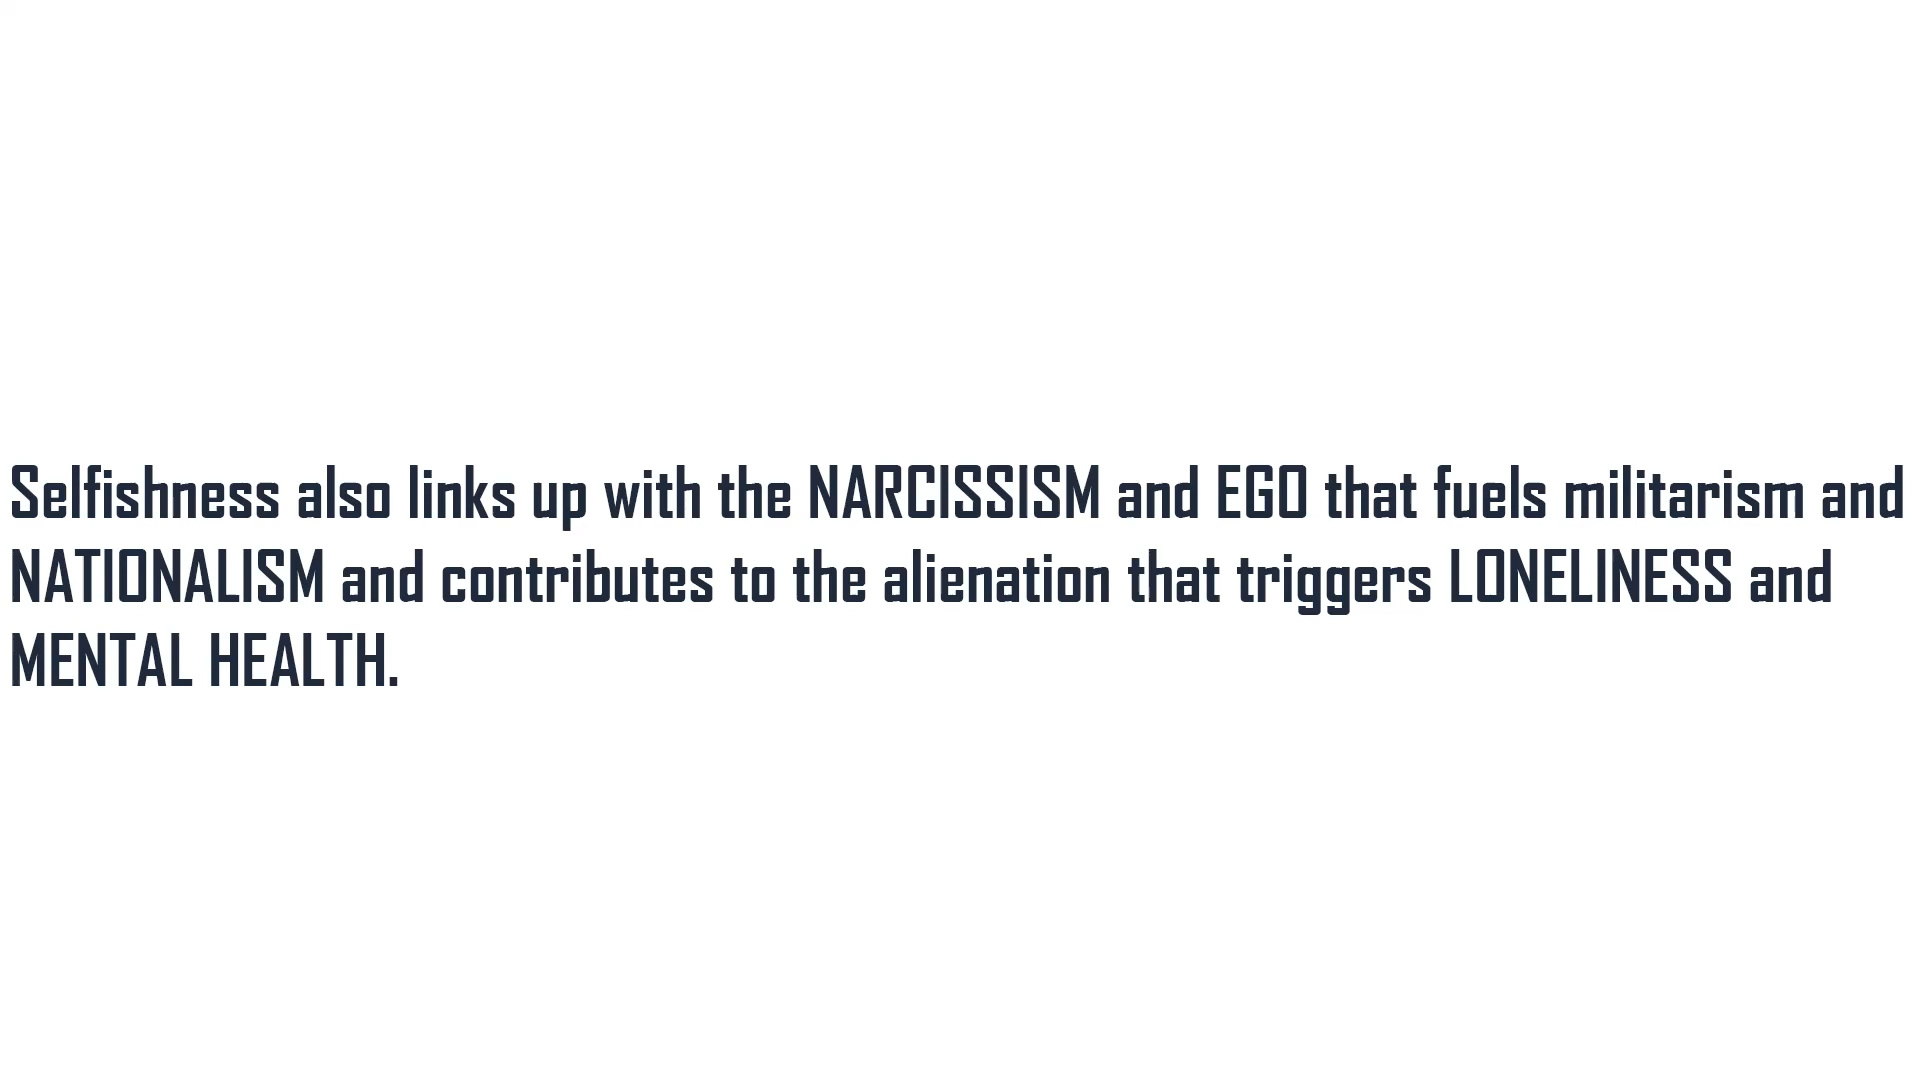 Selfishness also links up with the NARCISSISM and EGO that fuels militarism and
NATIONALISM and contributes to the alienation that triggers LONELINESS and
MENTAL HEALTH.